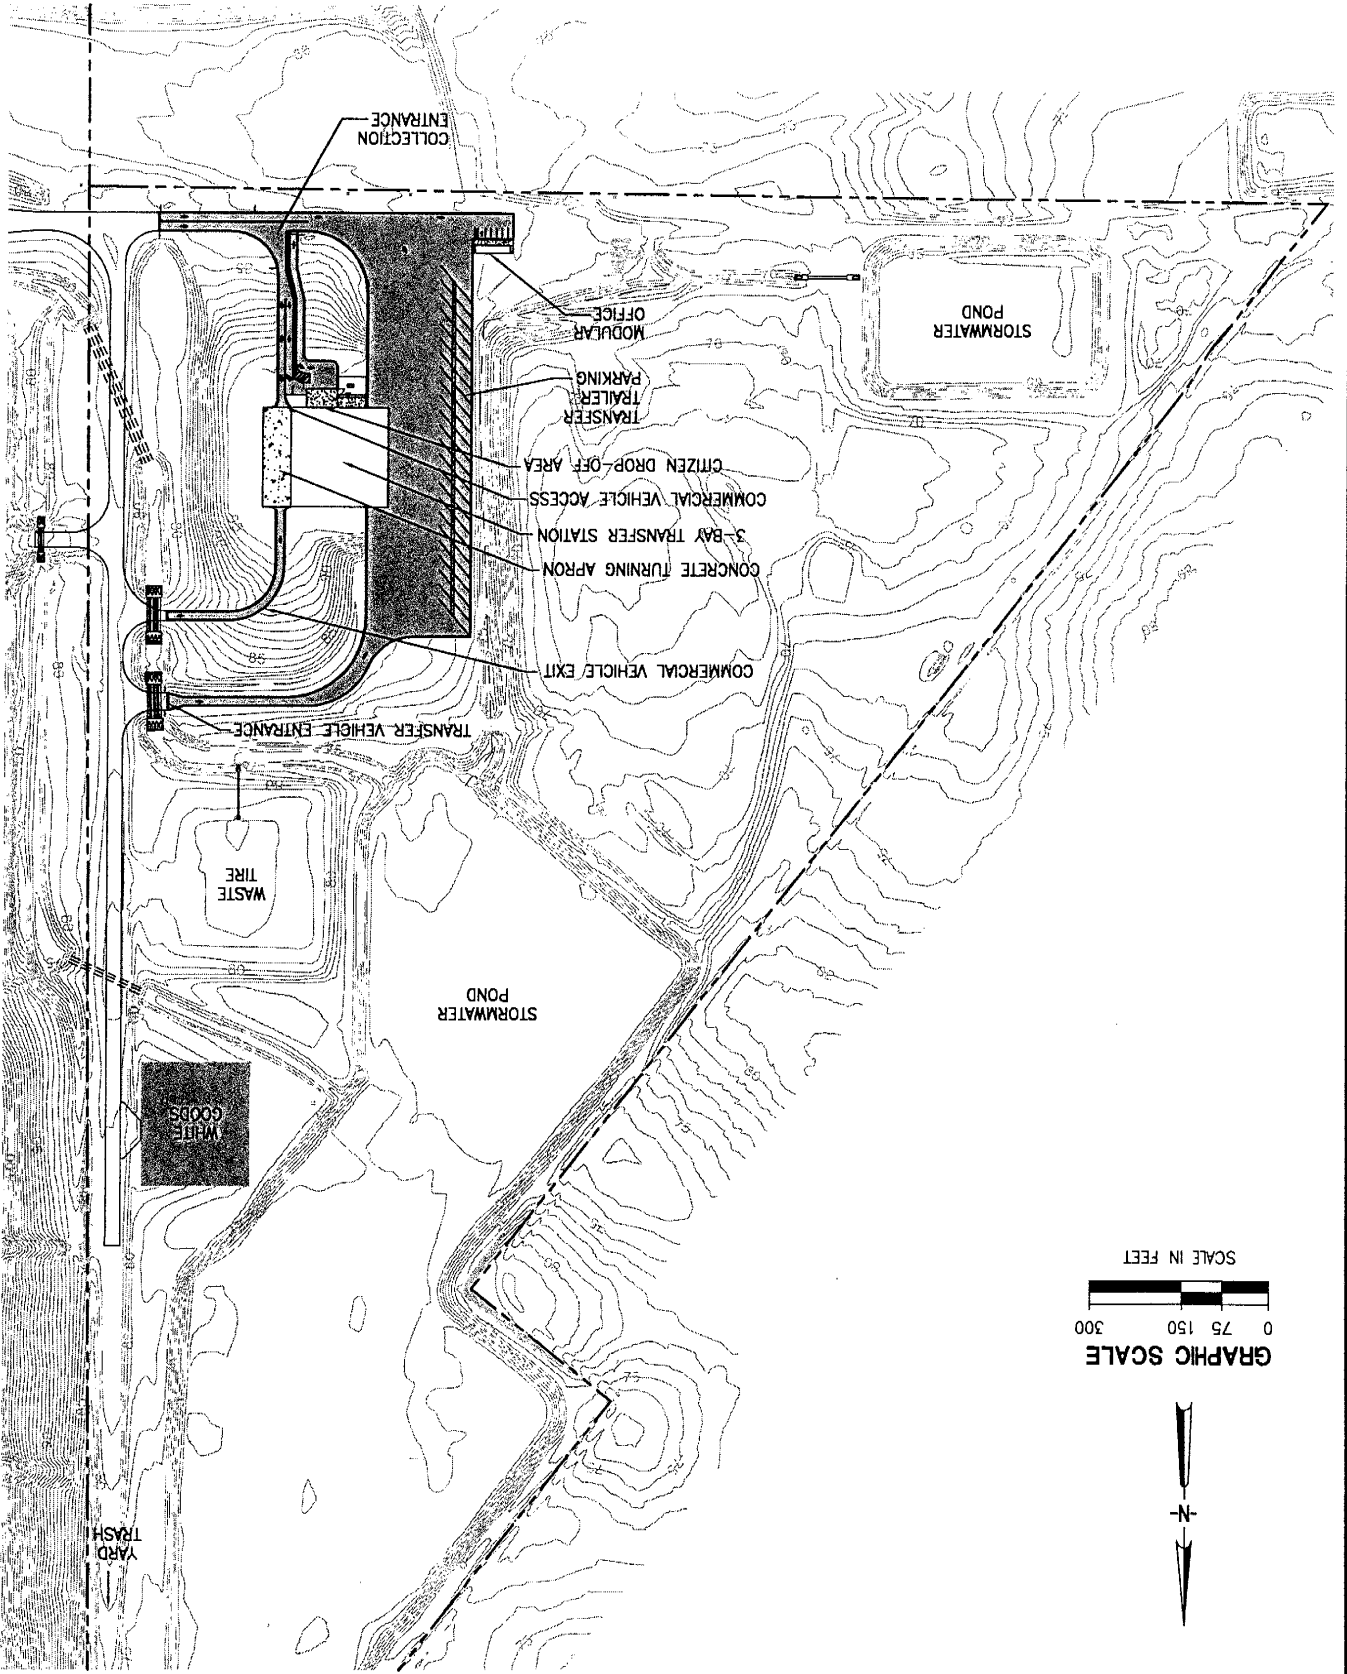 YARD
TRASH
-N-
GRAPHIC SCALE
0 75 150 300
SCALE IN FEET
WHITE
GOODS
STORMWATER
POND
WASTE
TIRE
TRANSFER VEHICLE ENTRANCE
COMMERCIAL VEHICLE EXIT
CONCRETE TURNING APRON
3-BAY TRANSFER STATION
COMMERCIAL VEHICLE ACCESS
CITIZEN DROP-OFF AREA
TRANSFER
TRAILER
PARKING
MODULAR
OFFICE
STORMWATER
POND
COLLECTION
ENTRANCE